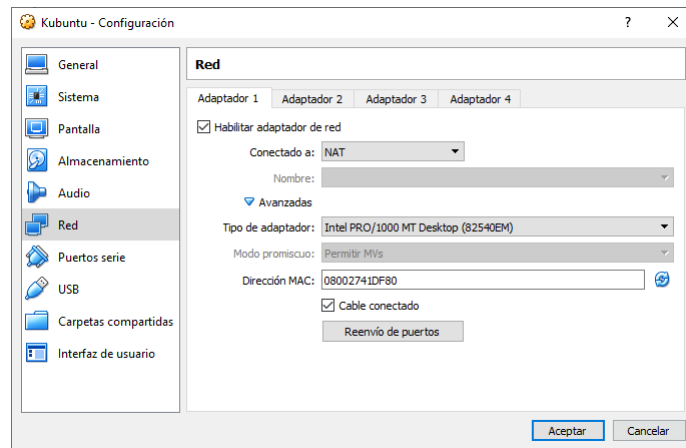 Kubuntu - Configuración
General
Sistema
Pantalla
Almacenamiento
Audio
Red
Puertos serie
USB
Carpetas compartidas
Interfaz de usuario
Red
Adaptador 1 Adaptador 2 Adaptador 3 Adaptador 4
Habilitar adaptador de red
Conectado a: NAT
Nombre:
Avanzadas
Tipo de adaptador: Intel PRO/1000 MT Desktop (82540EM)
Modo promiscuo: Permitir MVs
Dirección MAC: 08002741DF80
Cable conectado
Reenvío de puertos
Aceptar Cancelar